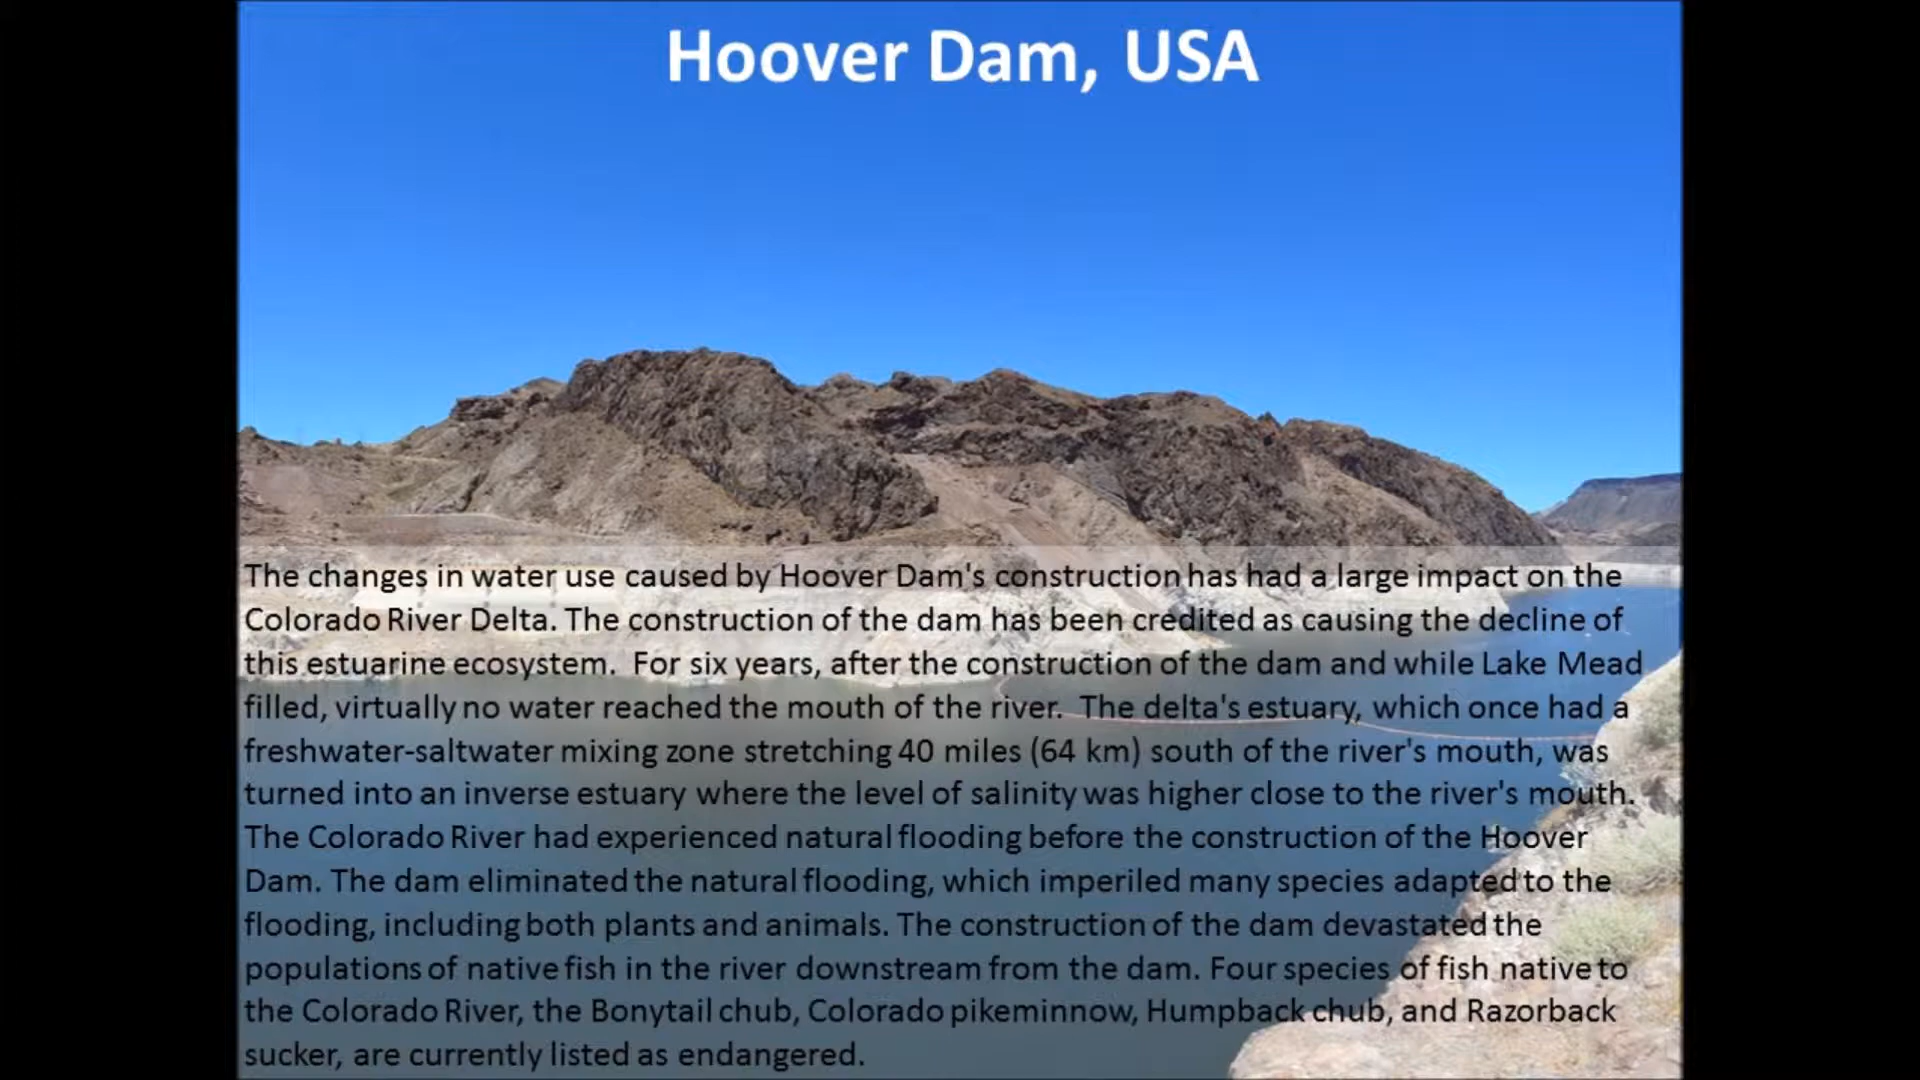 Hoover Dam, USA
The changes in water use caused by Hoover Dam's construction has had a large impact on the
Colorado River Delta. The construction of the dam has been credited as causing the decline of
this estuarine ecosystem. For six years, after the construction of the dam and while Lake Mead
filled, virtually no water reached the mouth of the river. The delta's estuary, which once had a
freshwater-saltwater mixing zone stretching 40 miles (64 km) south of the river's mouth, was
turned into an inverse estuary where the level of salinity was higher close to the river's mouth.
The Colorado River had experienced natural flooding before the construction of the Hoover
Dam. The dam eliminated the natural flooding, which imperiled many species adapted to the
flooding, including both plants and animals. The construction of the dam devastated the
populations of native fish in the river downstream from the dam. Four species of fish native to
the Colorado River, the Bonytail chub, Colorado pikeminnow, Humpback chub, and Razorback
sucker, are currently listed as endangered.